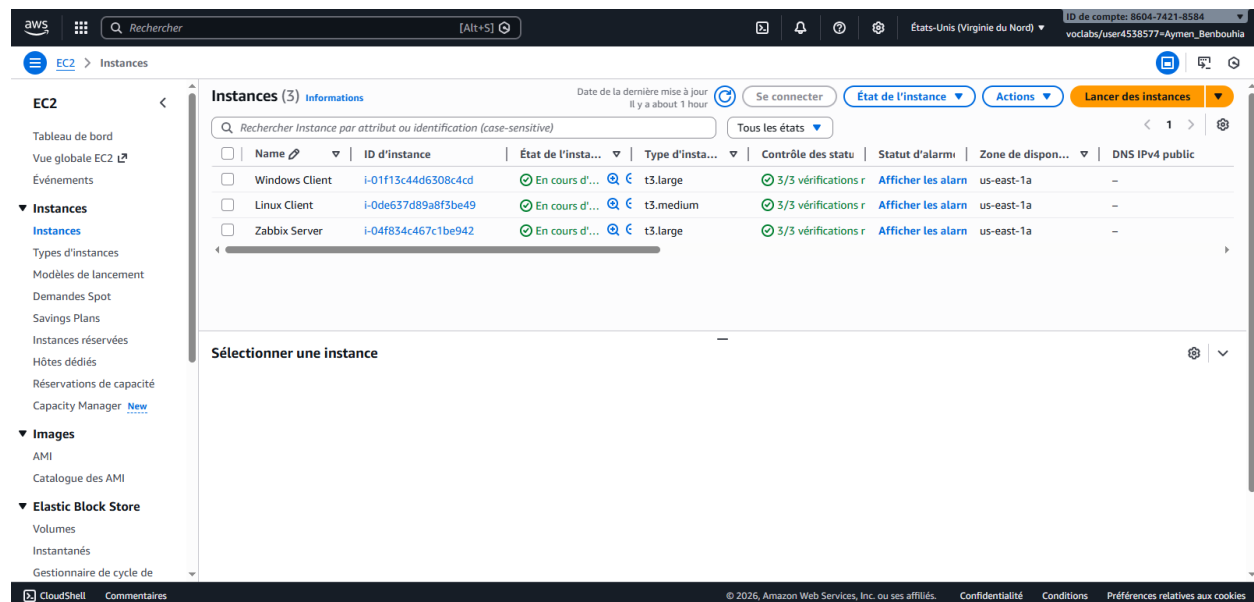 aws
Rechercher
[Alt+S]
États-Unis (Virginie du Nord)
ID de compte: 8604-7421-8584
voclabs/user4538577=Aymen_Benbouhia
EC2 > Instances
EC2
Tableau de bord
Vue globale EC2
Événements
Instances
Instances
Types d'instances
Modèles de lancement
Demandes Spot
Savings Plans
Instances réservées
Hôtes dédiés
Réservations de capacité
Capacity Manager New
Images
AMI
Catalogue des AMI
Elastic Block Store
Volumes
Instantanés
Gestionnaire de cycle de
Instances (3) Informations
Date de la dernière mise à jour
Il y a about 1 hour
Se connecter
État de l'instance
Actions
Lancer des instances
Rechercher Instance par attribut ou identification (case-sensitive)
Tous les états
1
Name ID d'instance État de l'insta... Type d'insta... Contrôle des statu Statut d'alarme Zone de dispon... DNS IPv4 public
Windows Client i-01f13c44d6308c4cd En cours d'... t3.large 3/3 vérifications r Afficher les alarn us-east-1a –
Linux Client i-0de637d89a8f3be49 En cours d'... t3.medium 3/3 vérifications r Afficher les alarn us-east-1a –
Zabbix Server i-04f834c467c1be942 En cours d'... t3.large 3/3 vérifications r Afficher les alarn us-east-1a –
Sélectionner une instance
CloudShell Commentaires
© 2026, Amazon Web Services, Inc. ou ses affiliés. Confidentialité Conditions Préférences relatives aux cookies